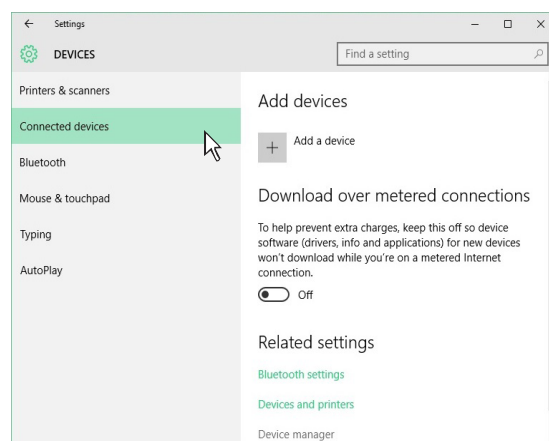 Settings
DEVICES
Find a setting
Printers & scanners
Connected devices
Bluetooth
Mouse & touchpad
Typing
AutoPlay
Add devices
Add a device
Download over metered connections
To help prevent extra charges, keep this off so device
software (drivers, info and applications) for new devices
won't download while you're on a metered Internet
connection.
Off
Related settings
Bluetooth settings
Devices and printers
Device manager